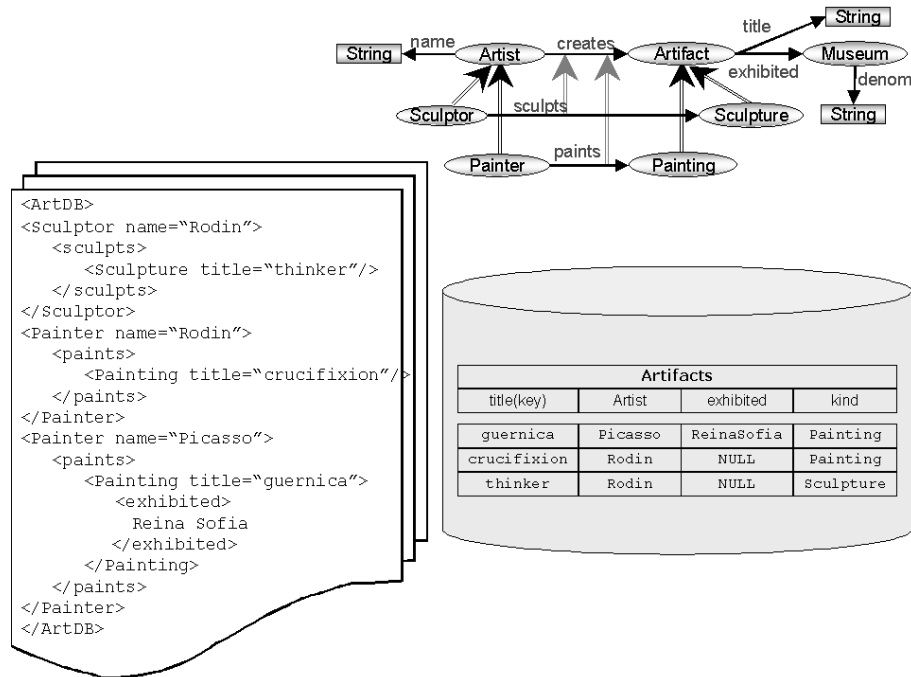 title
String
String
name
Artist
creates
Artifact
Museum
exhibited
denom
Sculptor
sculpts
Sculpture
String
Painter
paints
Painting
<ArtDB>
<Sculptor name=“Rodin”>
<sculpts>
<Sculpture title=“thinker”/>
</sculpts>
</Sculptor>
<Painter name=“Rodin”>
<paints>
<Painting title=“crucifixion”/>
</paints>
</Painter>
<Painter name=“Picasso”>
<paints>
<Painting title=“guernica”>
<exhibited>
Reina Sofia
</exhibited>
</Painting>
</paints>
</Painter>
</ArtDB>
Artifacts
title(key) Artist exhibited kind
guernica Picasso ReinaSofia Painting
crucifixion Rodin NULL Painting
thinker Rodin NULL Sculpture